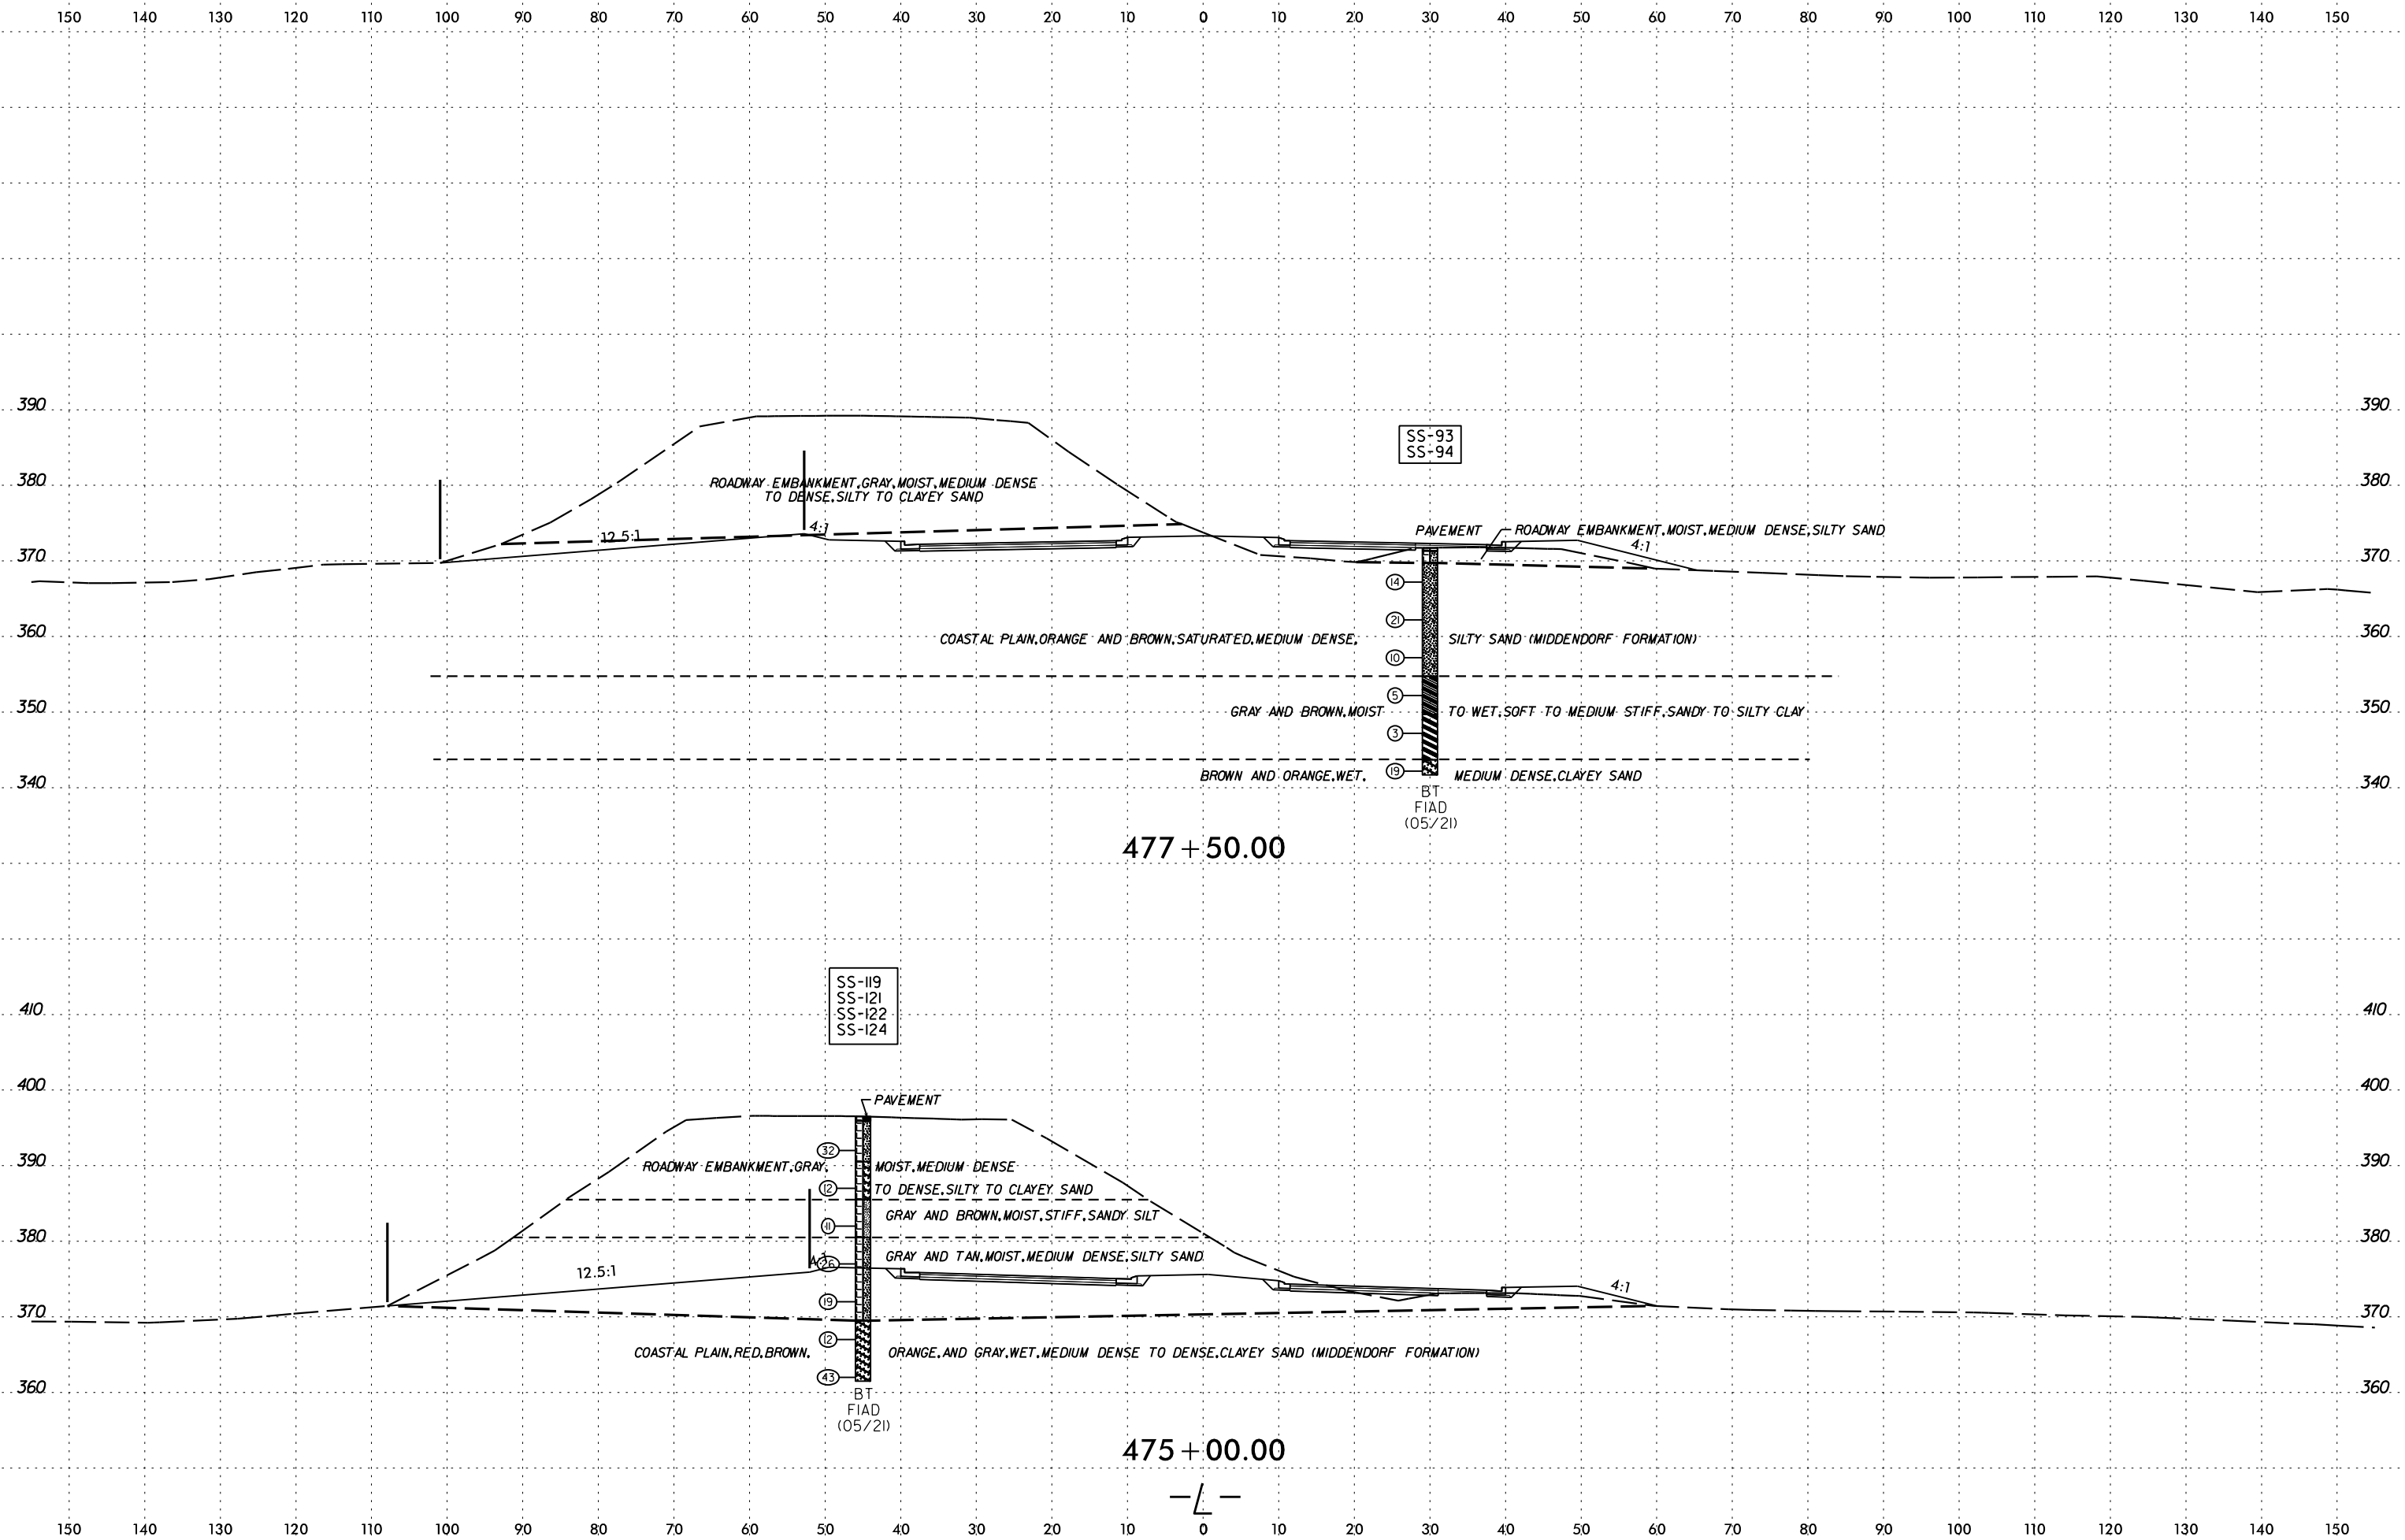 150 140 130 120 110 100 90 80 70 60 50 40 30 20 10 0 10 20 30 40 50 60 70 80 90 100 110 120 130 140 150
390 390
SS-93
SS-94
380 ROADWAY EMBANKMENT, GRAY, MOIST, MEDIUM DENSE 380
TO DENSE, SILTY TO CLAYEY SAND
12.5:1 4:1 PAVEMENT ROADWAY EMBANKMENT, MOIST, MEDIUM DENSE, SILTY SAND
4:1
370 370
14
21
360 COASTAL PLAIN, ORANGE AND BROWN, SATURATED, MEDIUM DENSE, SILTY SAND (MIDDENDORF FORMATION) 360
10
5
350 GRAY AND BROWN, MOIST TO WET, SOFT TO MEDIUM STIFF, SANDY TO SILTY CLAY 350
3
BROWN AND ORANGE, WET, 19 MEDIUM DENSE, CLAYEY SAND
340 340
BT
FIAD
(05/21)
477+50.00
SS-119
SS-121
SS-122
SS-124
410 410
400 400
PAVEMENT
32
390 ROADWAY EMBANKMENT, GRAY, MOIST, MEDIUM DENSE 390
12 TO DENSE, SILTY TO CLAYEY SAND
GRAY AND BROWN, MOIST, STIFF, SANDY SILT
11
380 380
GRAY AND TAN, MOIST, MEDIUM DENSE, SILTY SAND
26
12.5:1 4:1
19
370 370
12
COASTAL PLAIN, RED, BROWN, ORANGE, AND GRAY, WET, MEDIUM DENSE TO DENSE, CLAYEY SAND (MIDDENDORF FORMATION)
43
360 360
BT
FIAD
(05/21)
475+00.00
-L-
150 140 130 120 110 100 90 80 70 60 50 40 30 20 10 0 10 20 30 40 50 60 70 80 90 100 110 120 130 140 150